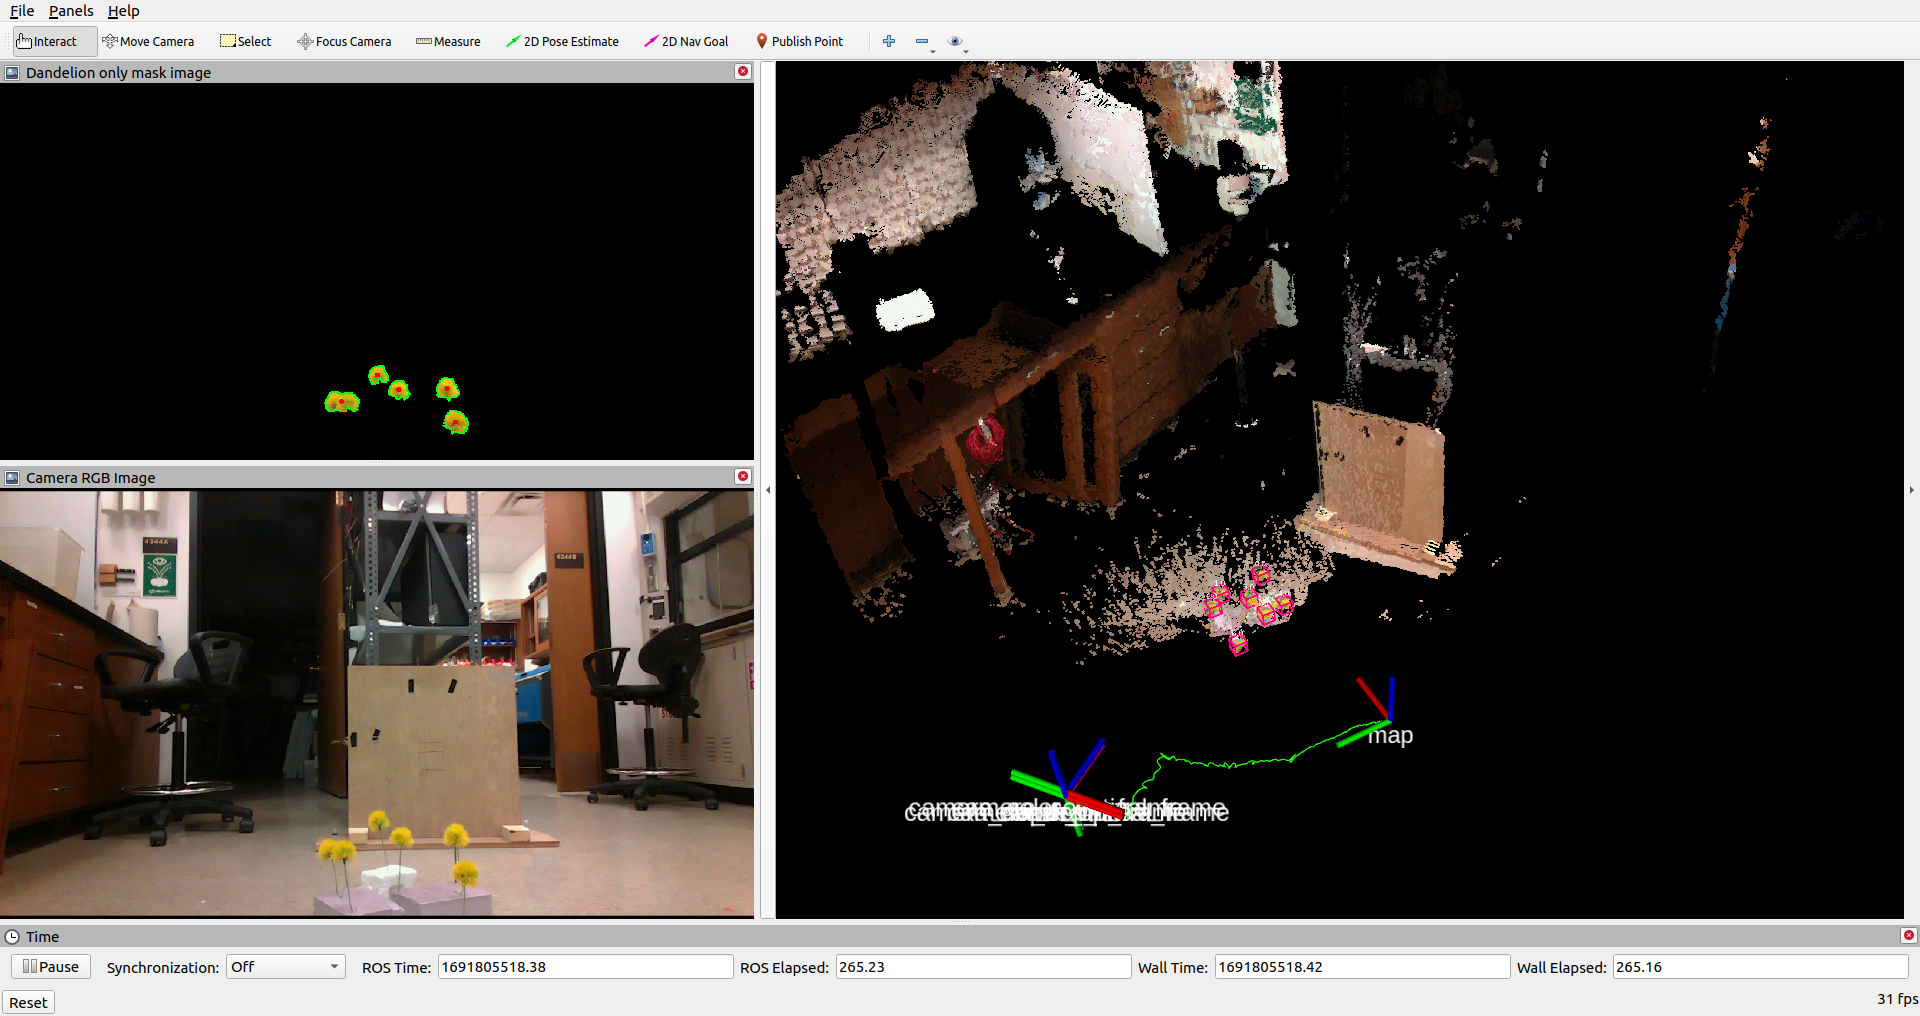 File Panels Help
Interact Move Camera Select Focus Camera Measure 2D Pose Estimate 2D Nav Goal Publish Point
Dandelion only mask image
Camera RGB Image
4344A
4344B
map
Time
Pause Synchronization: Off ROS Time: 1691805518.38 ROS Elapsed: 265.23 Wall Time: 1691805518.42 Wall Elapsed: 265.16
Reset 31 fps